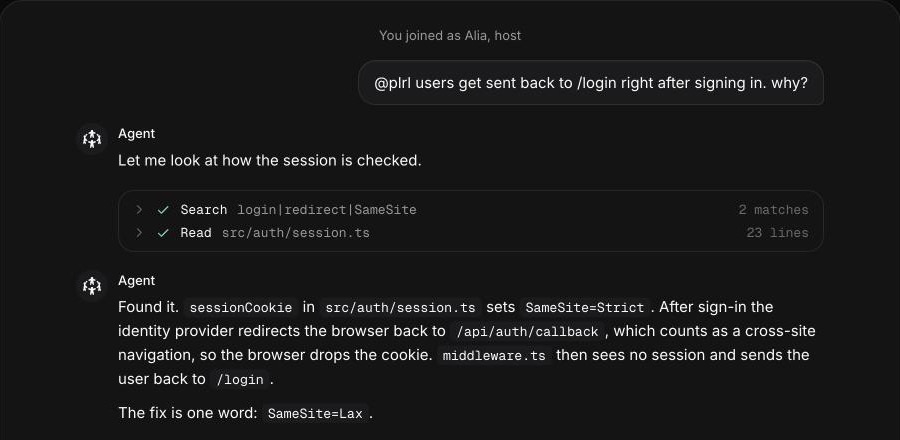 You joined as Alia, host
@plrl users get sent back to /login right after signing in. why?
Agent
Let me look at how the session is checked.
Search login|redirect|SameSite 2 matches
Read src/auth/session.ts 23 lines
Agent
Found it. sessionCookie in src/auth/session.ts sets SameSite=Strict. After sign-in the
identity provider redirects the browser back to /api/auth/callback, which counts as a cross-site
navigation, so the browser drops the cookie. middleware.ts then sees no session and sends the
user back to /login.
The fix is one word: SameSite=Lax.